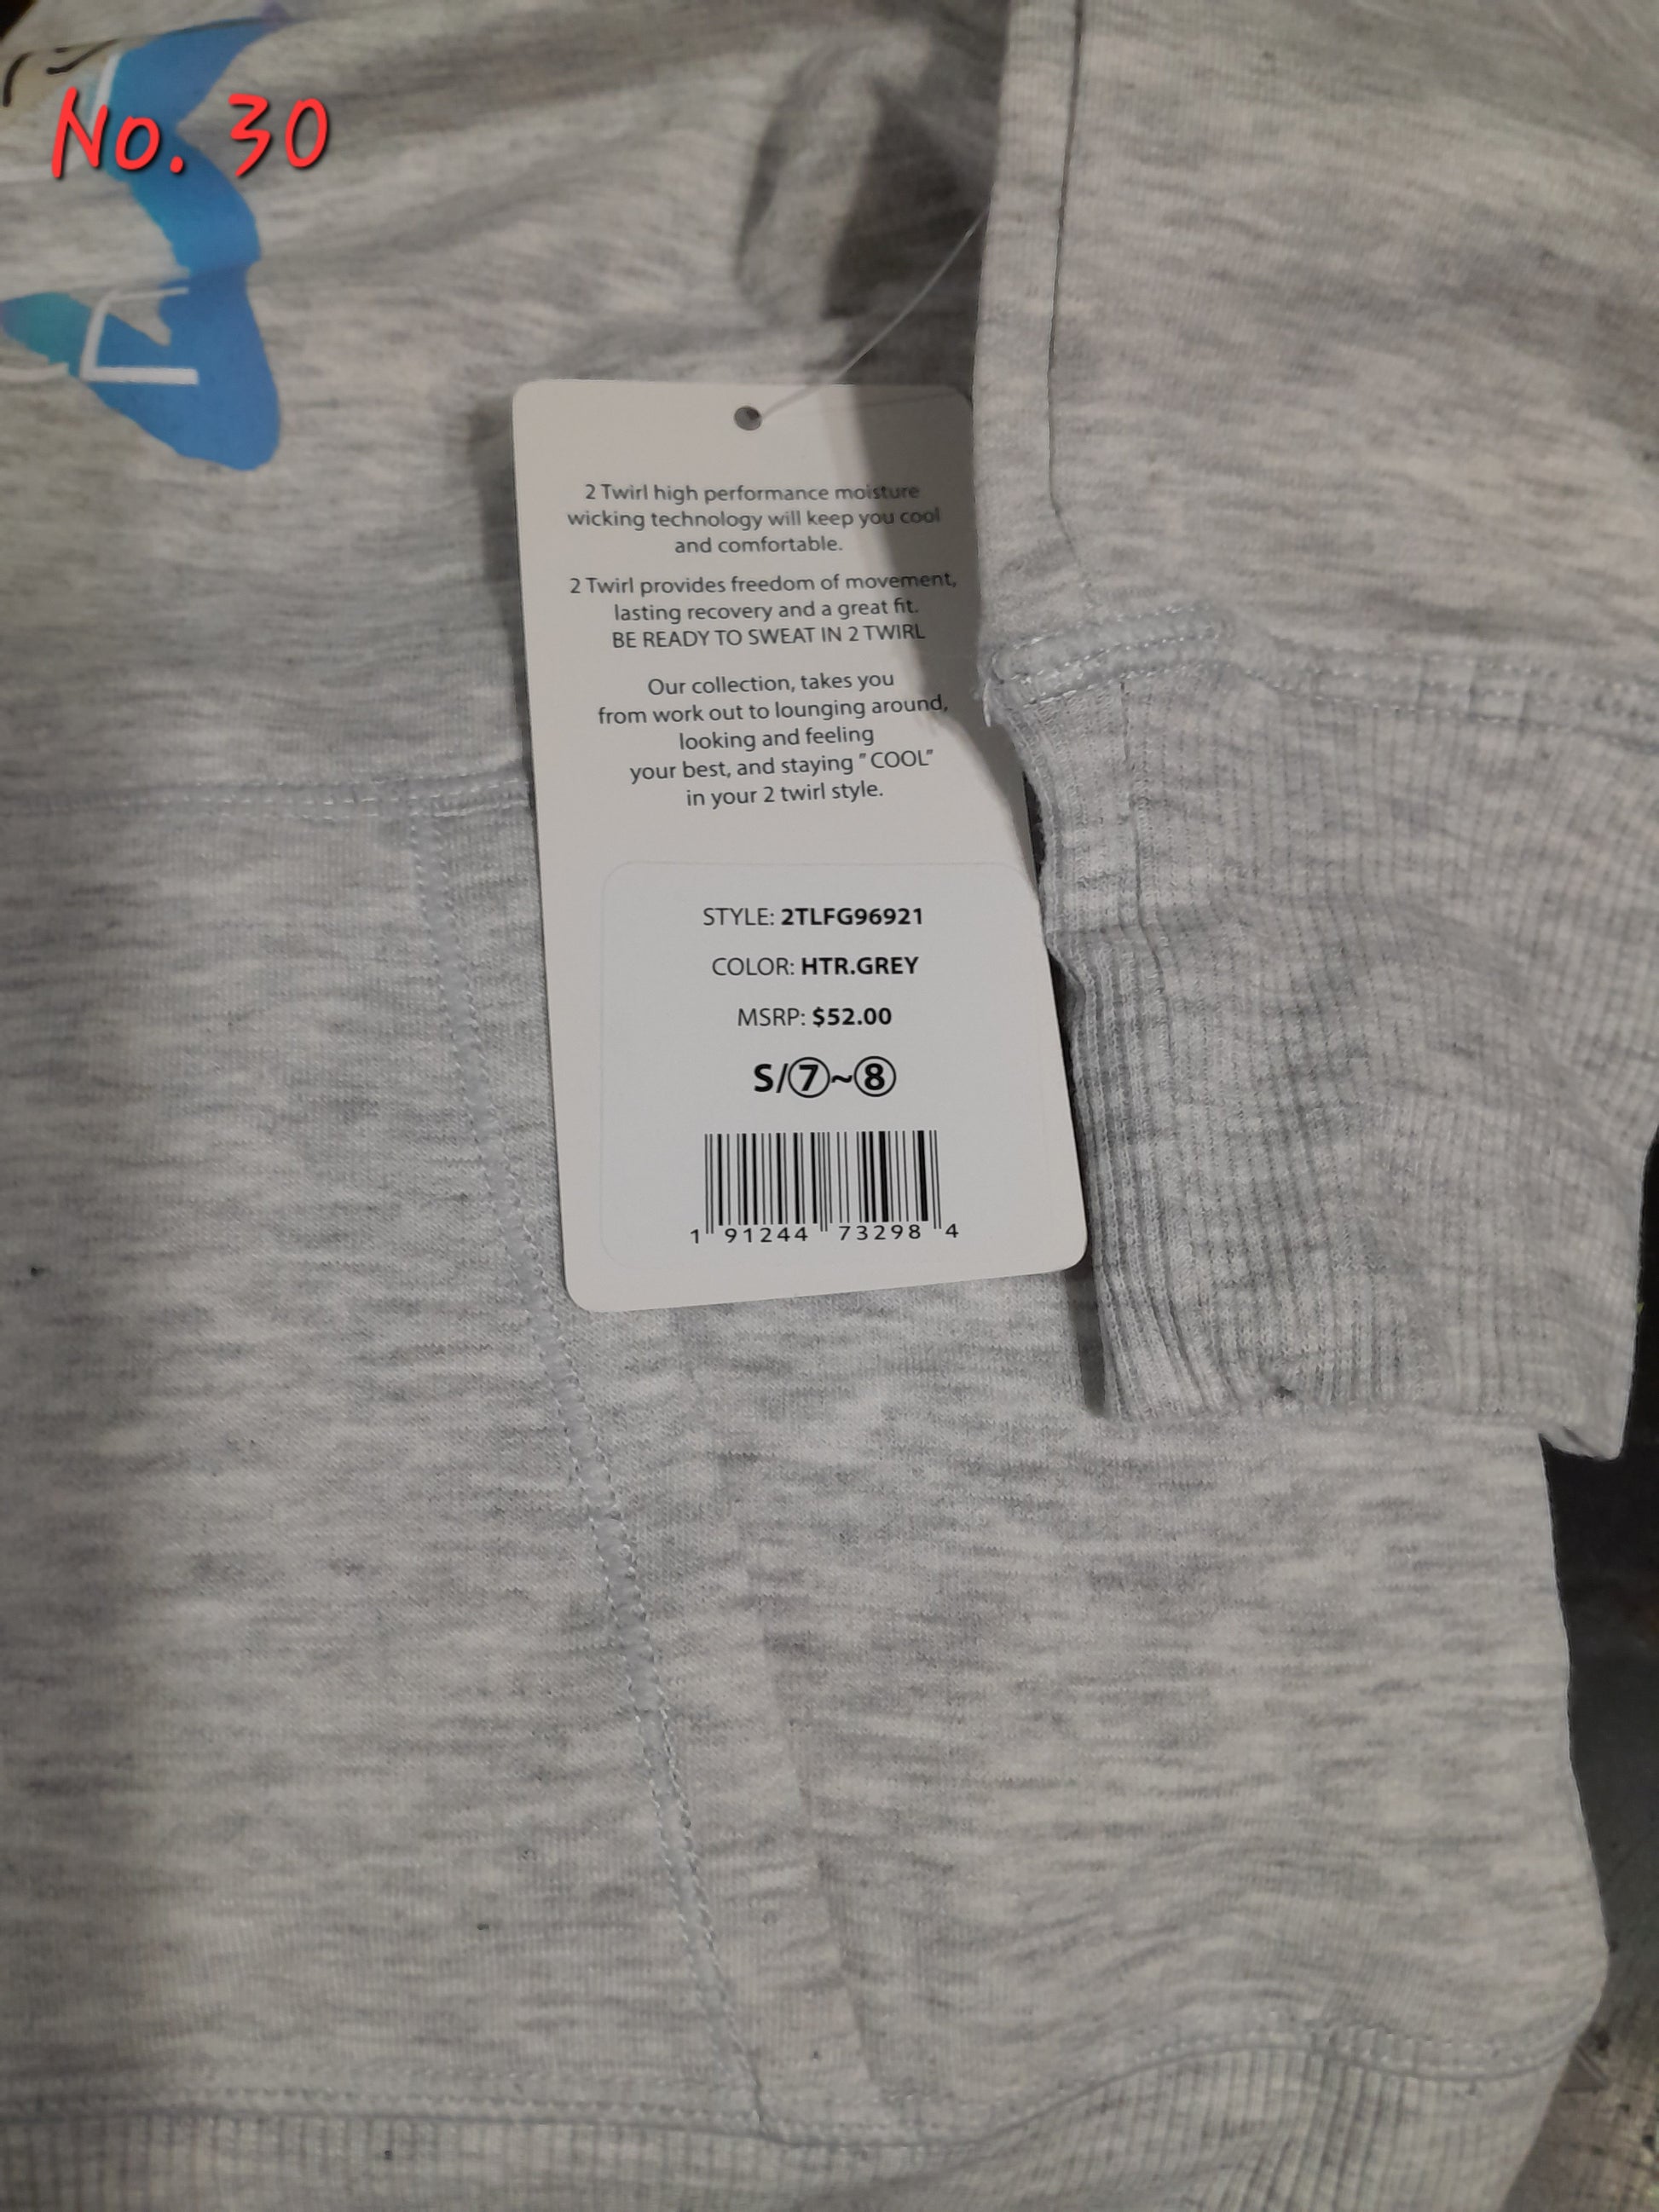 No. 30
2 Twirl high performance moisture
wicking technology will keep you cool
and comfortable.
2 Twirl provides freedom of movement,
lasting recovery and a great fit.
BE READY TO SWEAT IN 2 TWIRL
Our collection, takes you
from work out to lounging around,
looking and feeling
your best, and staying " COOL"
in your 2 twirl style.
STYLE: 2TLFG96921
COLOR: HTR.GREY
MSRP: $52.00
S/⑦~⑧
1 91244 73298 4